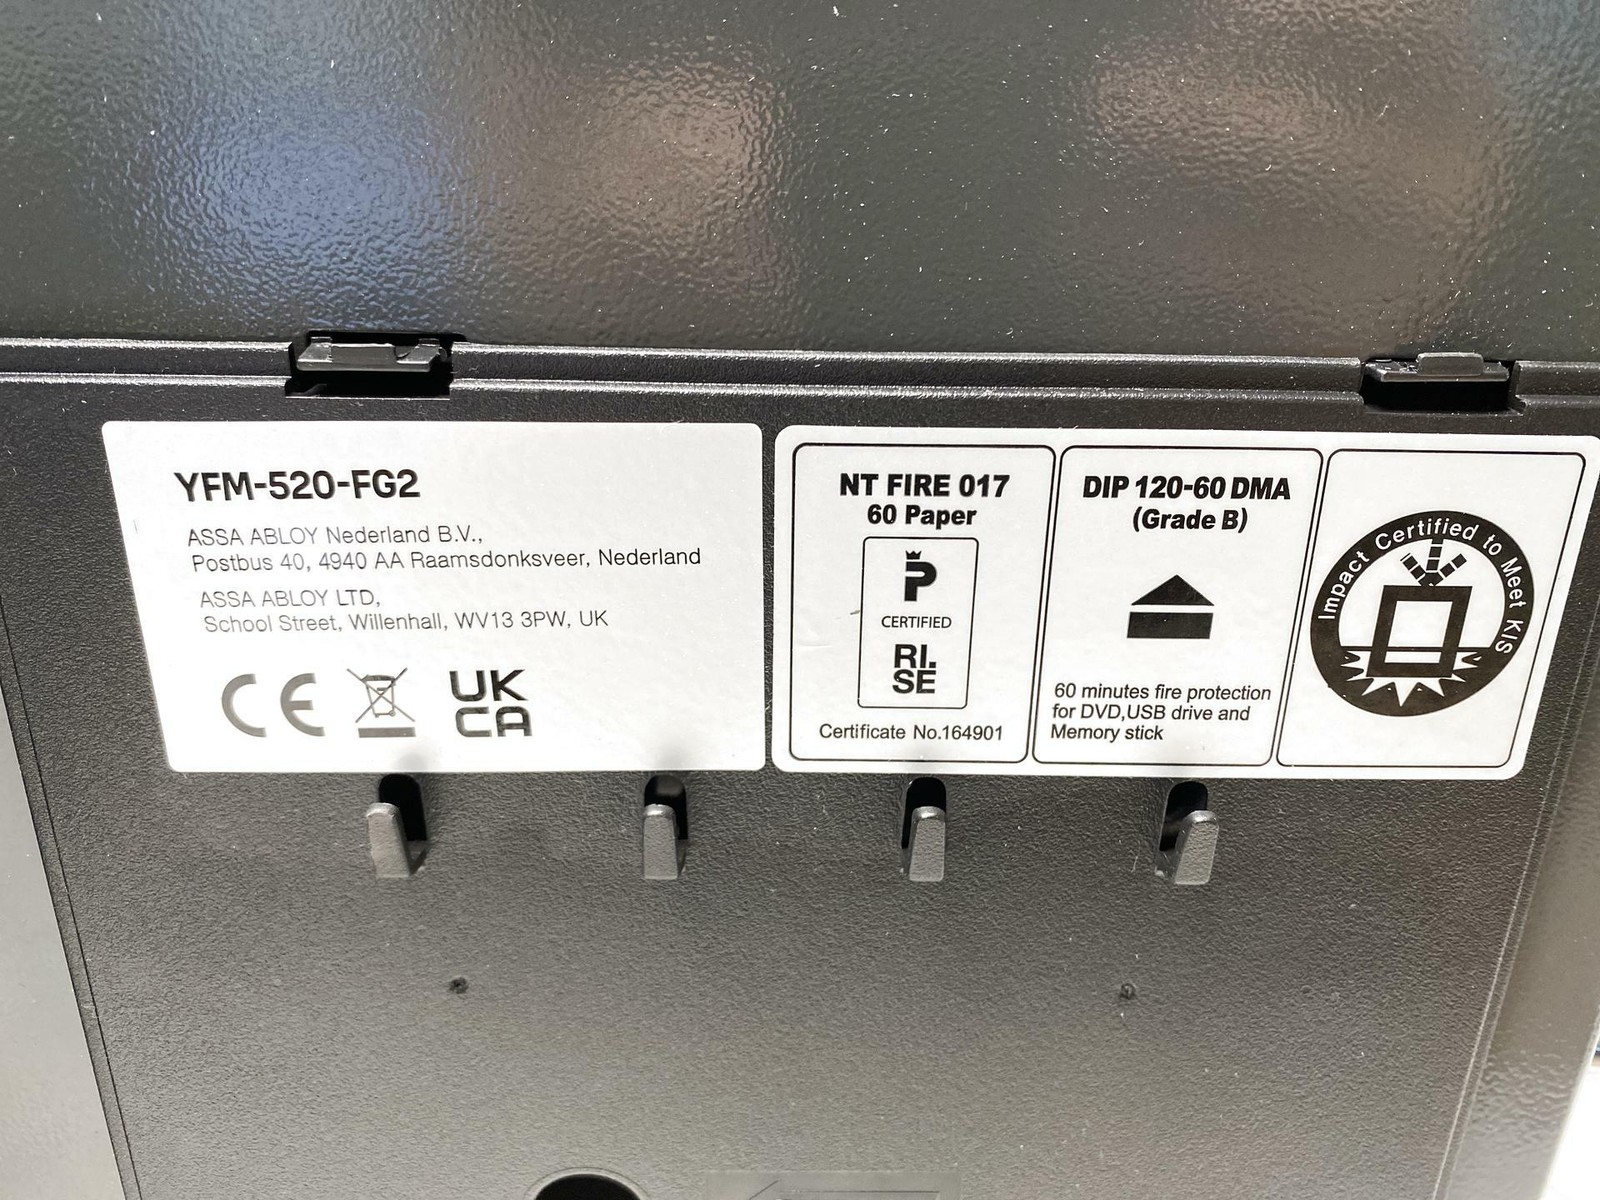 YFM-520-FG2
ASSA ABLOY Nederland B.V.,
Postbus 40, 4940 AA Raamsdonksveer, Nederland
ASSA ABLOY LTD,
School Street, Willenhall, WV13 3PW, UK
CE
UK
CA
NT FIRE 017
60 Paper
P
CERTIFIED
RI.
SE
Certificate No.164901
DIP 120-60 DMA
(Grade B)
60 minutes fire protection
for DVD,USB drive and
Memory stick
Impact Certified to Meet KIS